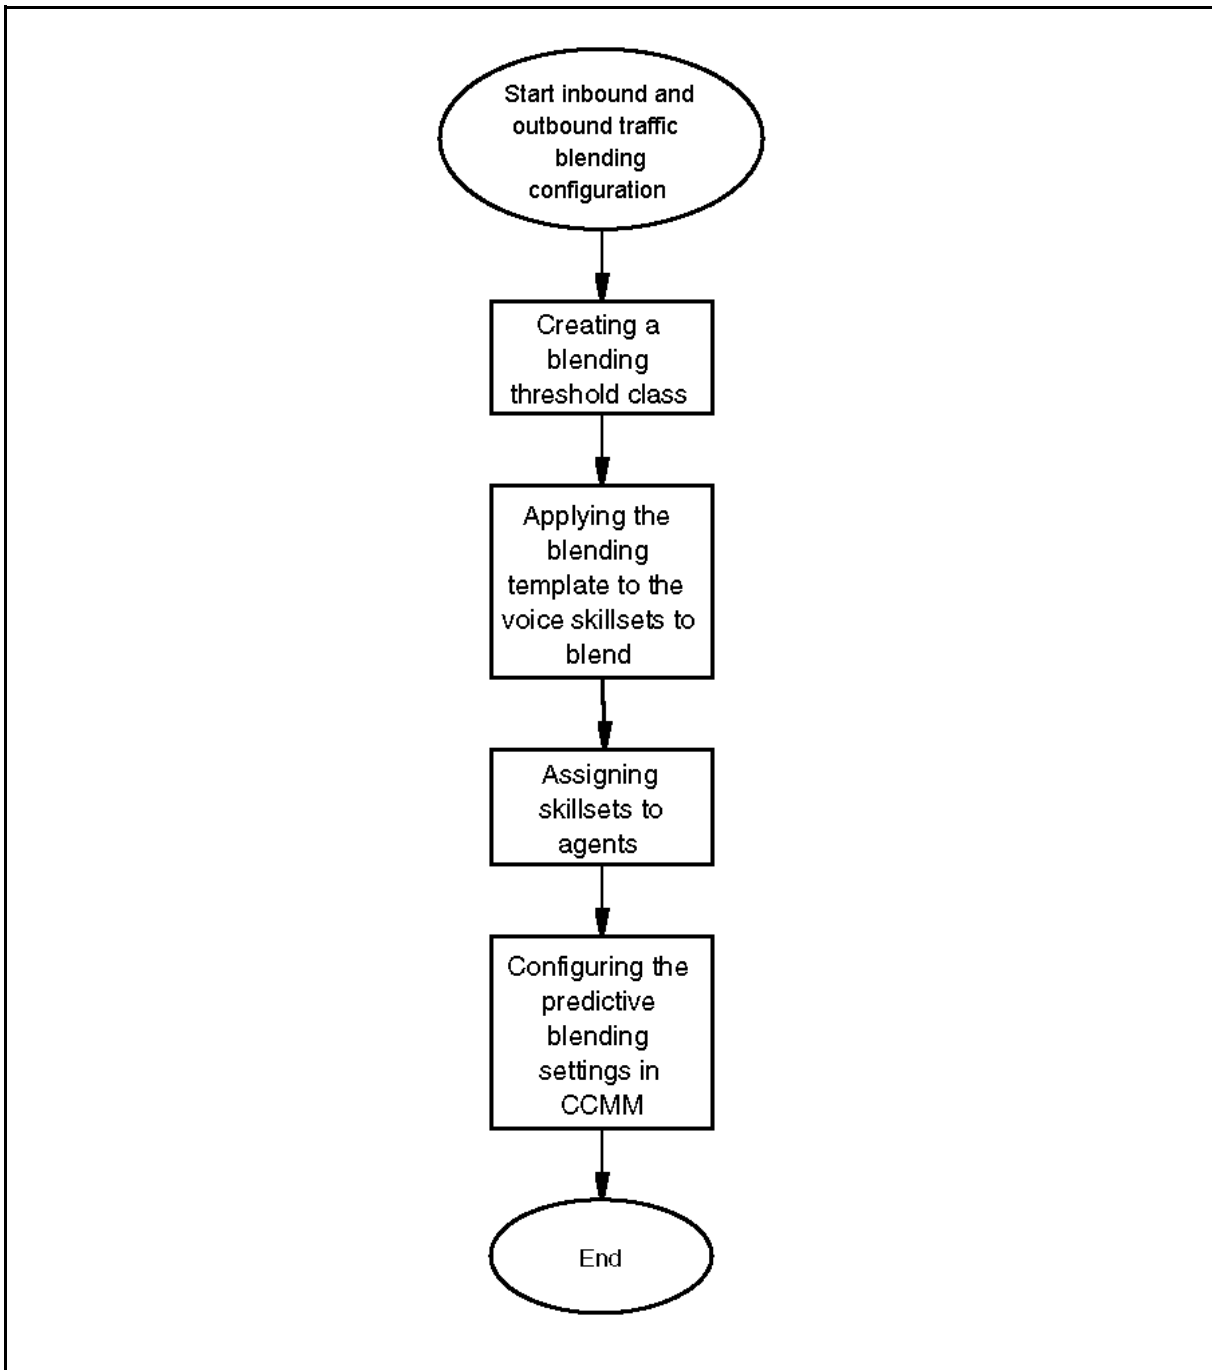 Start inbound and
outbound traffic
blending
configuration
Creating a
blending
threshold class
Applying the
blending
template to the
voice skillsets to
blend
Assigning
skillsets to
agents
Configuring the
predictive
blending
settings in
CCMM
End